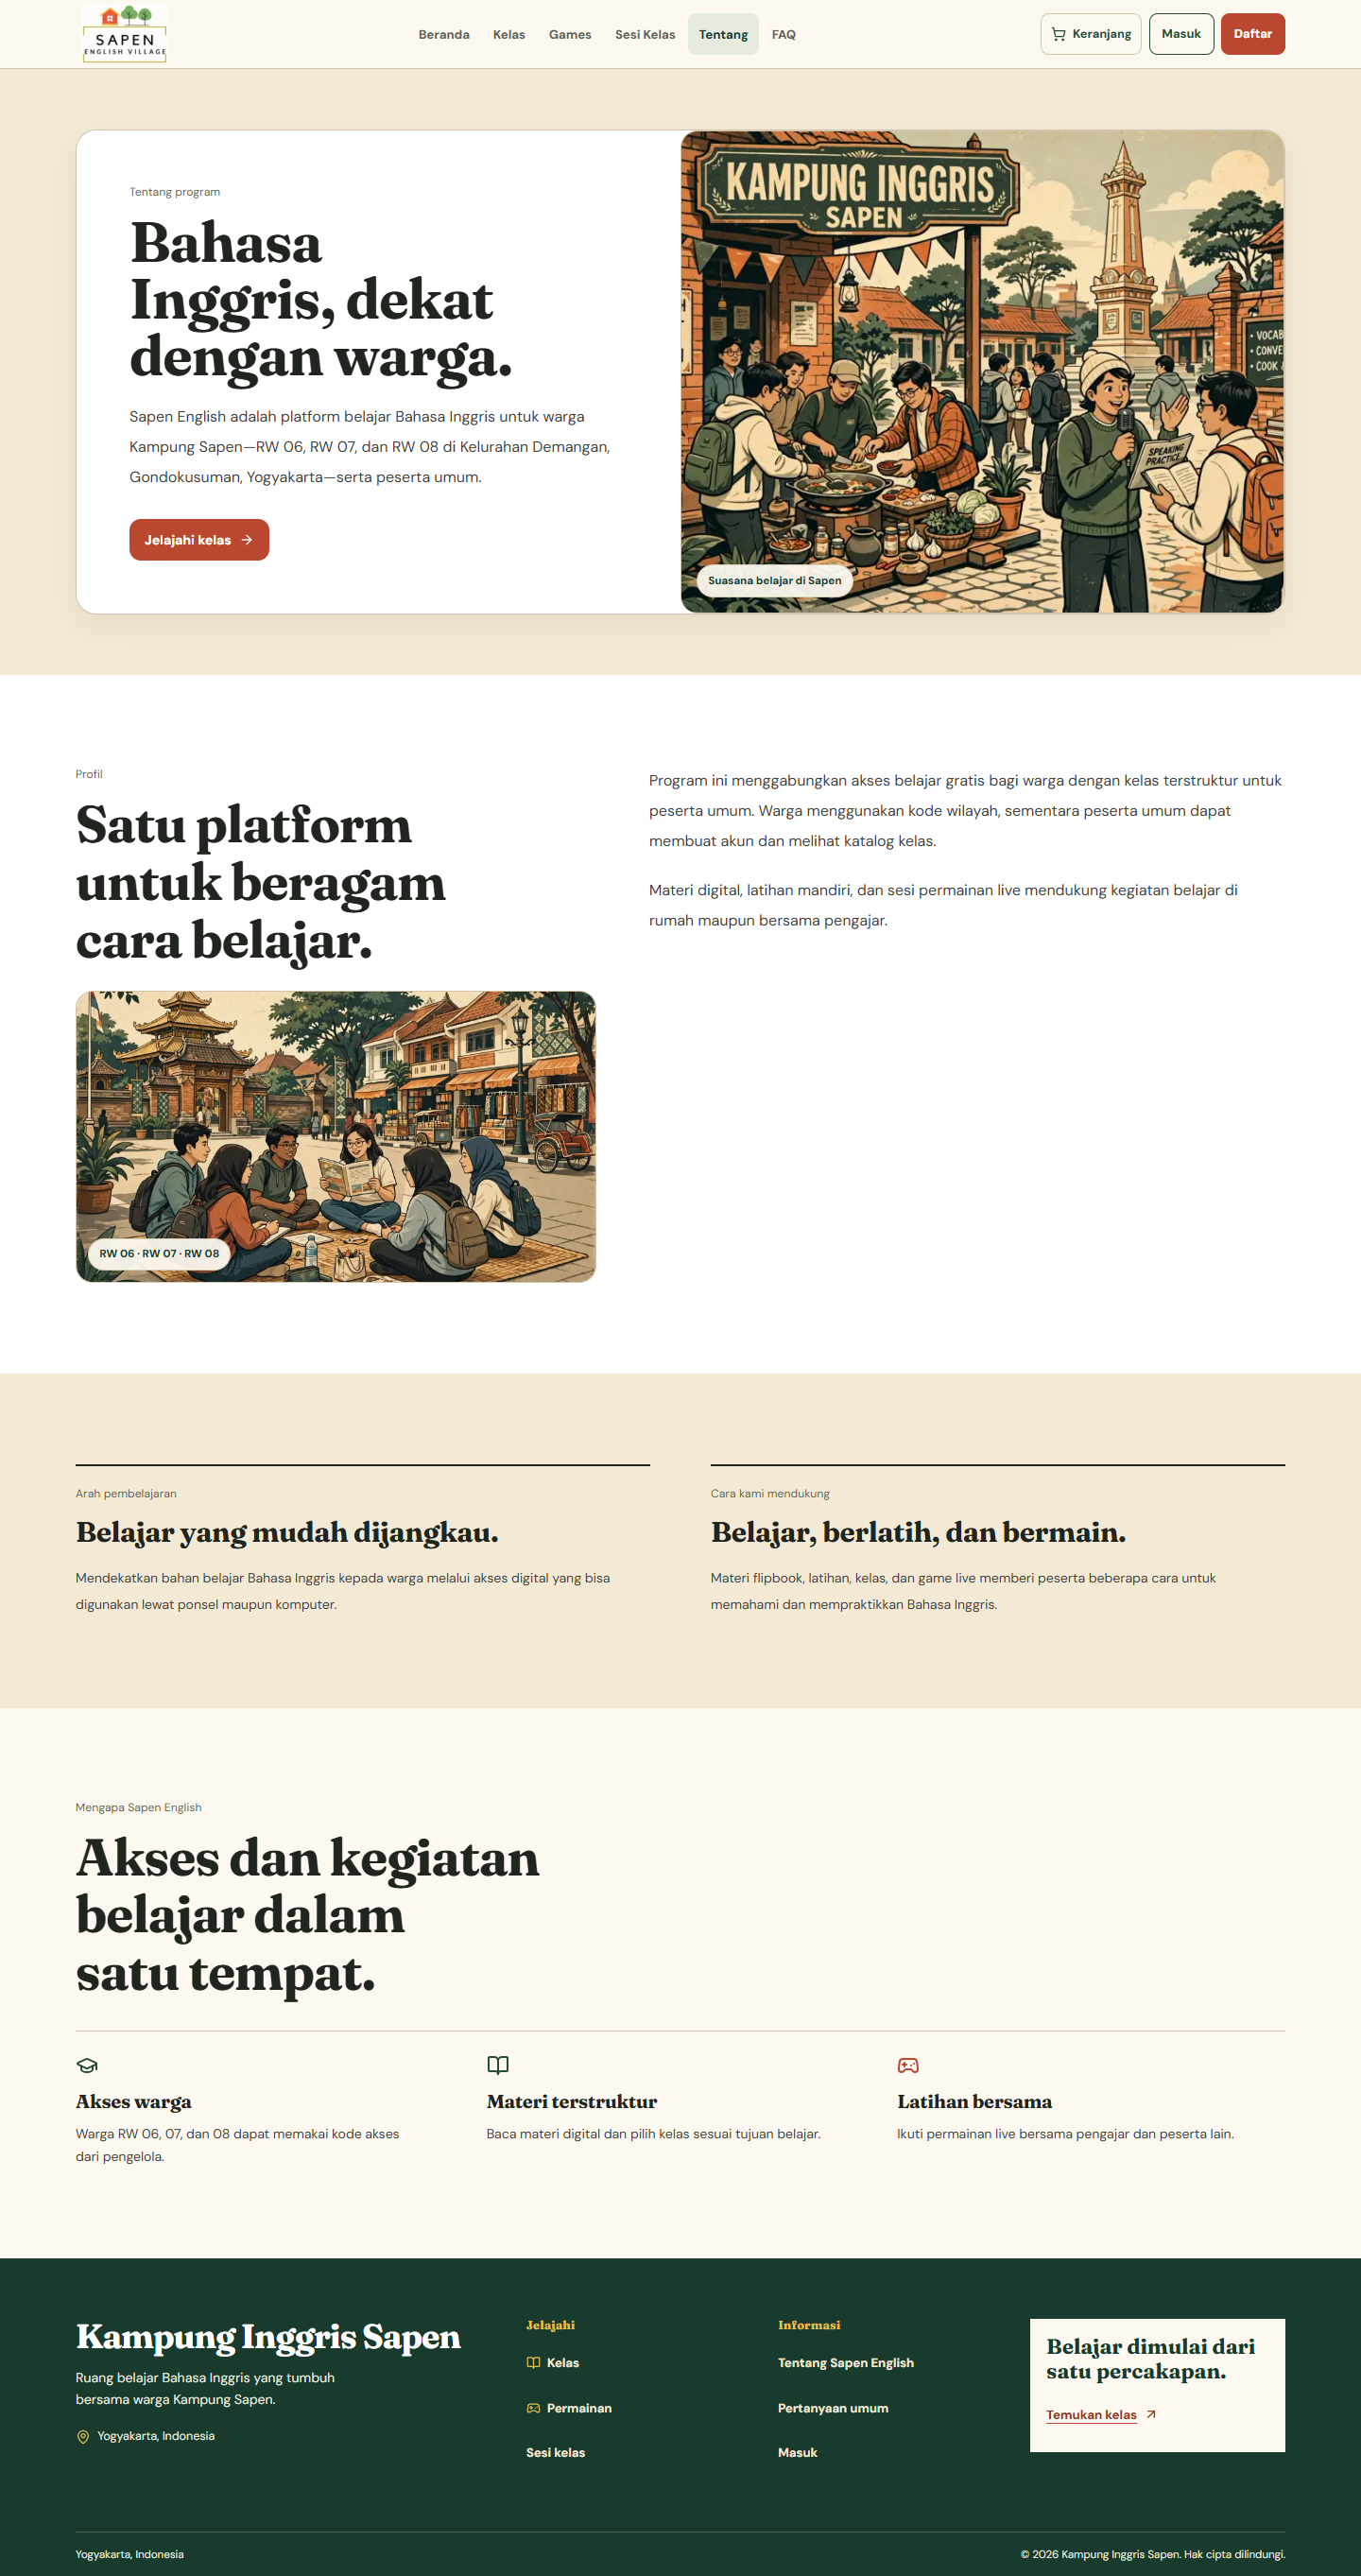 SAPEN
ENGLISH VILLAGE
Beranda
Kelas
Games
Sesi Kelas
Tentang
FAQ
Keranjang
Masuk
Daftar
Tentang program
Bahasa
Inggris, dekat
dengan warga.
Sapen English adalah platform belajar Bahasa Inggris untuk warga
Kampung Sapen—RW 06, RW 07, dan RW 08 di Kelurahan Demangan,
Gondokusuman, Yogyakarta—serta peserta umum.
Jelajahi kelas
KAMPUNG INGGRIS
SAPEN
• VOCAB
• CONVE
• COOK
SPEAKING
PRACTICE
Suasana belajar di Sapen
Profil
Satu platform
untuk beragam
cara belajar.
RW 06 · RW 07 · RW 08
Program ini menggabungkan akses belajar gratis bagi warga dengan kelas terstruktur untuk
peserta umum. Warga menggunakan kode wilayah, sementara peserta umum dapat
membuat akun dan melihat katalog kelas.
Materi digital, latihan mandiri, dan sesi permainan live mendukung kegiatan belajar di
rumah maupun bersama pengajar.
Arah pembelajaran
Belajar yang mudah dijangkau.
Mendekatkan bahan belajar Bahasa Inggris kepada warga melalui akses digital yang bisa
digunakan lewat ponsel maupun komputer.
Cara kami mendukung
Belajar, berlatih, dan bermain.
Materi flipbook, latihan, kelas, dan game live memberi peserta beberapa cara untuk
memahami dan mempraktikkan Bahasa Inggris.
Mengapa Sapen English
Akses dan kegiatan
belajar dalam
satu tempat.
Akses warga
Warga RW 06, 07, dan 08 dapat memakai kode akses
dari pengelola.
Materi terstruktur
Baca materi digital dan pilih kelas sesuai tujuan belajar.
Latihan bersama
Ikuti permainan live bersama pengajar dan peserta lain.
Kampung Inggris Sapen
Ruang belajar Bahasa Inggris yang tumbuh
bersama warga Kampung Sapen.
Yogyakarta, Indonesia
Jelajahi
Kelas
Permainan
Sesi kelas
Informasi
Tentang Sapen English
Pertanyaan umum
Masuk
Belajar dimulai dari
satu percakapan.
Temukan kelas
Yogyakarta, Indonesia
© 2026 Kampung Inggris Sapen. Hak cipta dilindungi.